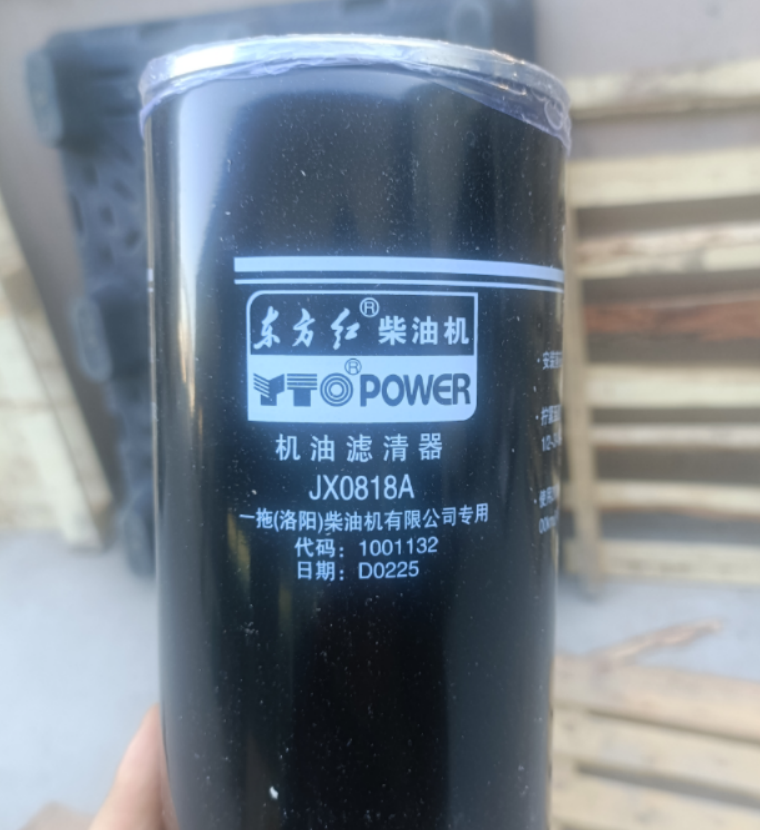 东方红®柴油机
YTO®POWER
机油滤清器
JX0818A
一拖(洛阳)柴油机有限公司专用
代码：1001132
日期：D0225